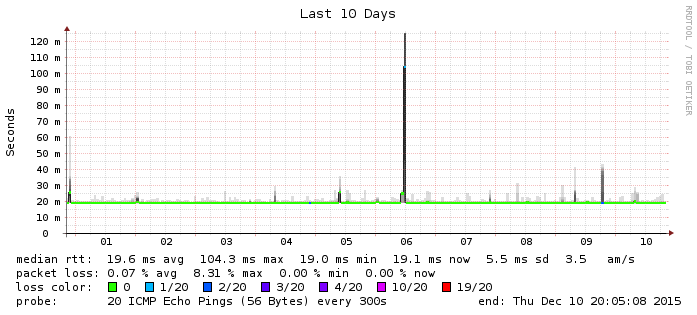 Last 10 Days
RRDTOOL / TOBI OETIKER
Seconds
120 m
110 m
100 m
90 m
80 m
70 m
60 m
50 m
40 m
30 m
20 m
10 m
0
01 02 03 04 05 06 07 08 09 10
median rtt: 19.6 ms avg 104.3 ms max 19.0 ms min 19.1 ms now 5.5 ms sd 3.5 am/s
packet loss: 0.07 % avg 8.31 % max 0.00 % min 0.00 % now
loss color: 0 1/20 2/20 3/20 4/20 10/20 19/20
probe: 20 ICMP Echo Pings (56 Bytes) every 300s end: Thu Dec 10 20:05:08 2015